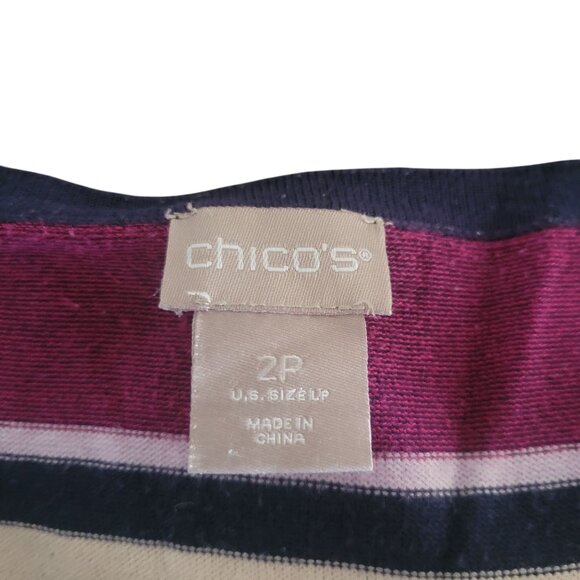 chico's®
2P
U.S. SIZE LP
MADE IN
CHINA